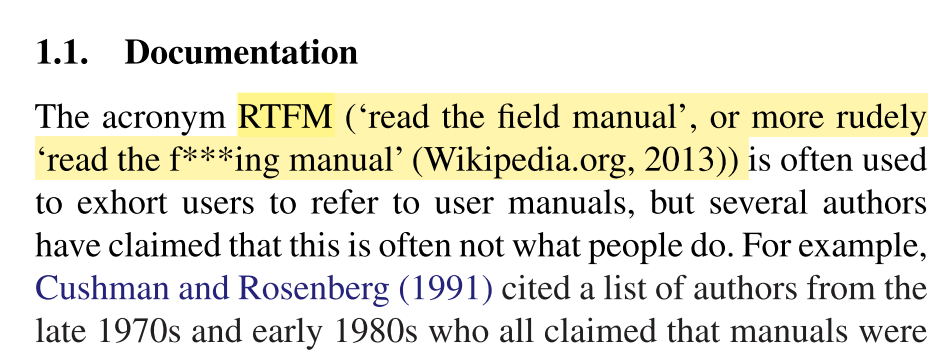 1.1. Documentation
The acronym RTFM (‘read the field manual’, or more rudely
‘read the f***ing manual’ (Wikipedia.org, 2013)) is often used
to exhort users to refer to user manuals, but several authors
have claimed that this is often not what people do. For example,
Cushman and Rosenberg (1991) cited a list of authors from the
late 1970s and early 1980s who all claimed that manuals were